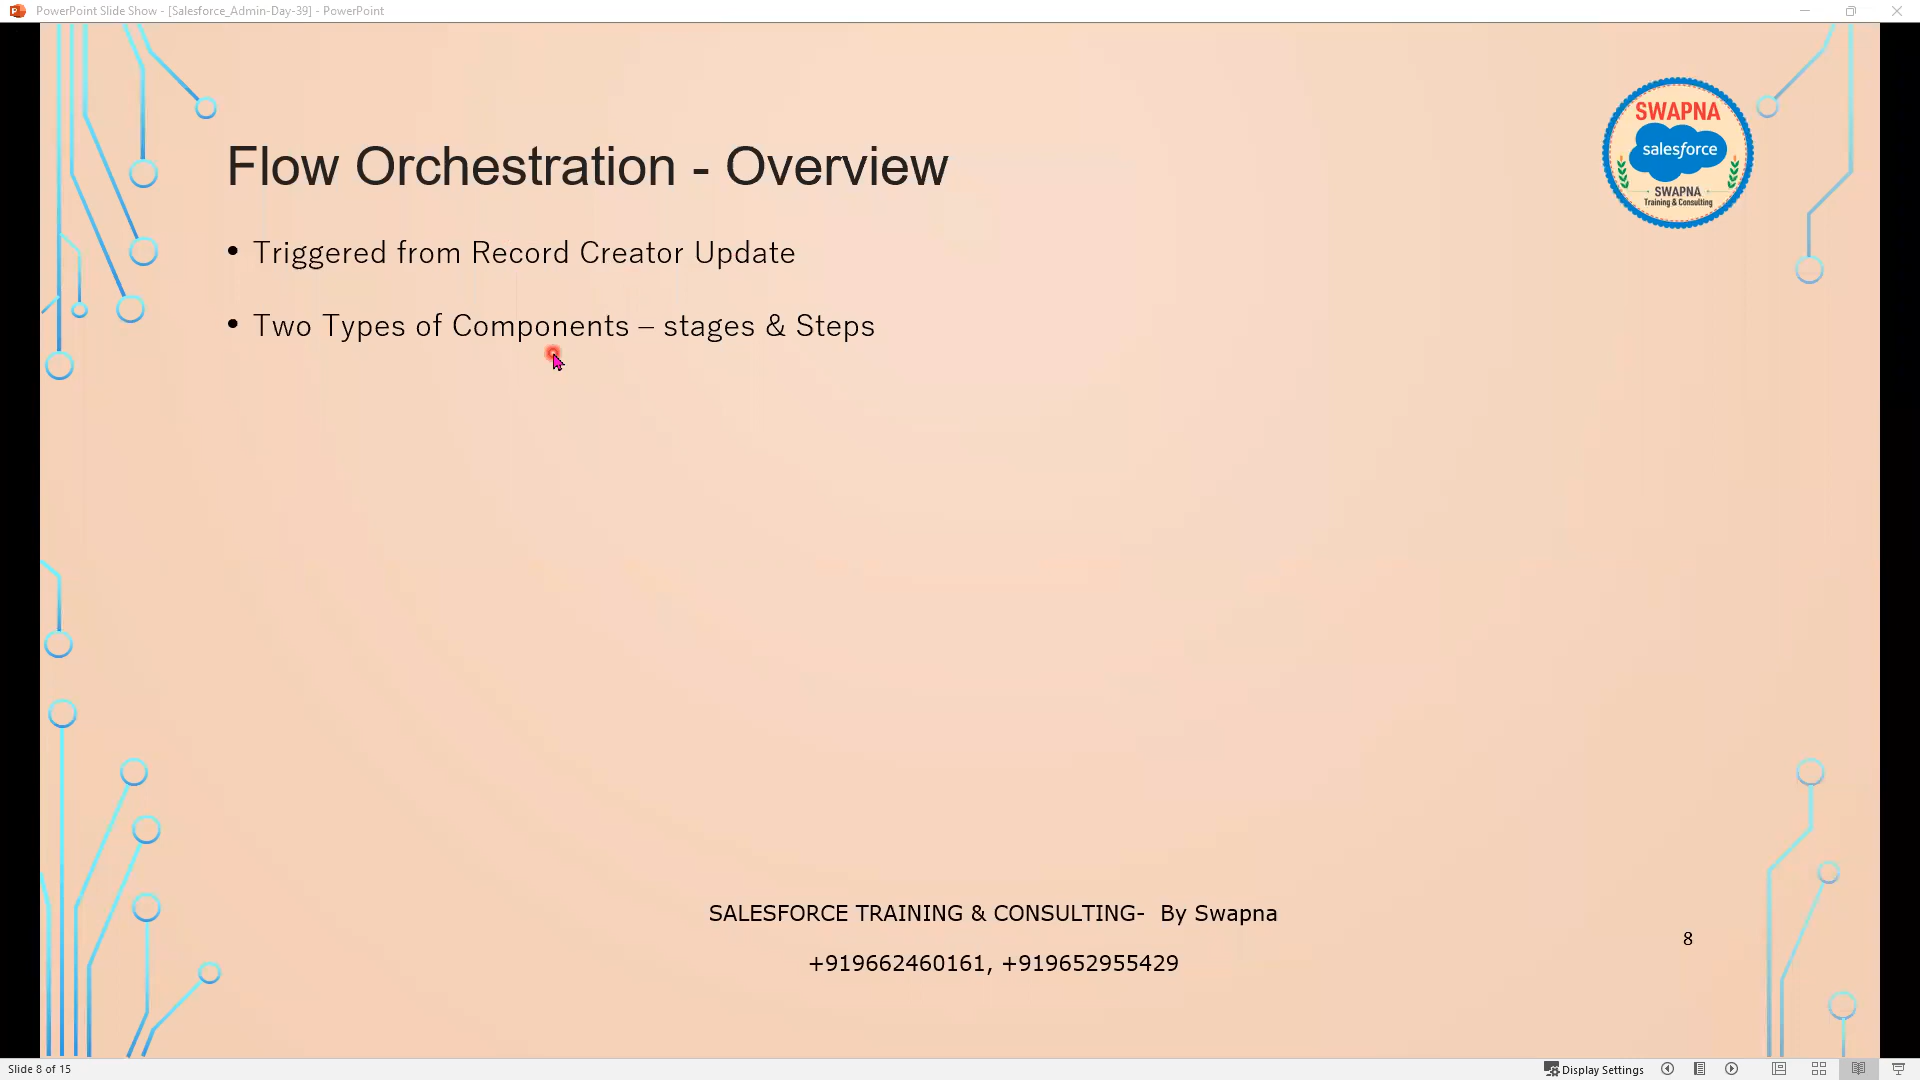 PowerPoint Slide Show - [Salesforce_Admin-Day-39] - PowerPoint
SWAPNA
salesforce
SWAPNA
Training & Consulting
Flow Orchestration - Overview
• Triggered from Record Creator Update
• Two Types of Components – stages & Steps
SALESFORCE TRAINING & CONSULTING- By Swapna
8
+919662460161, +919652955429
Slide 8 of 15
Display Settings